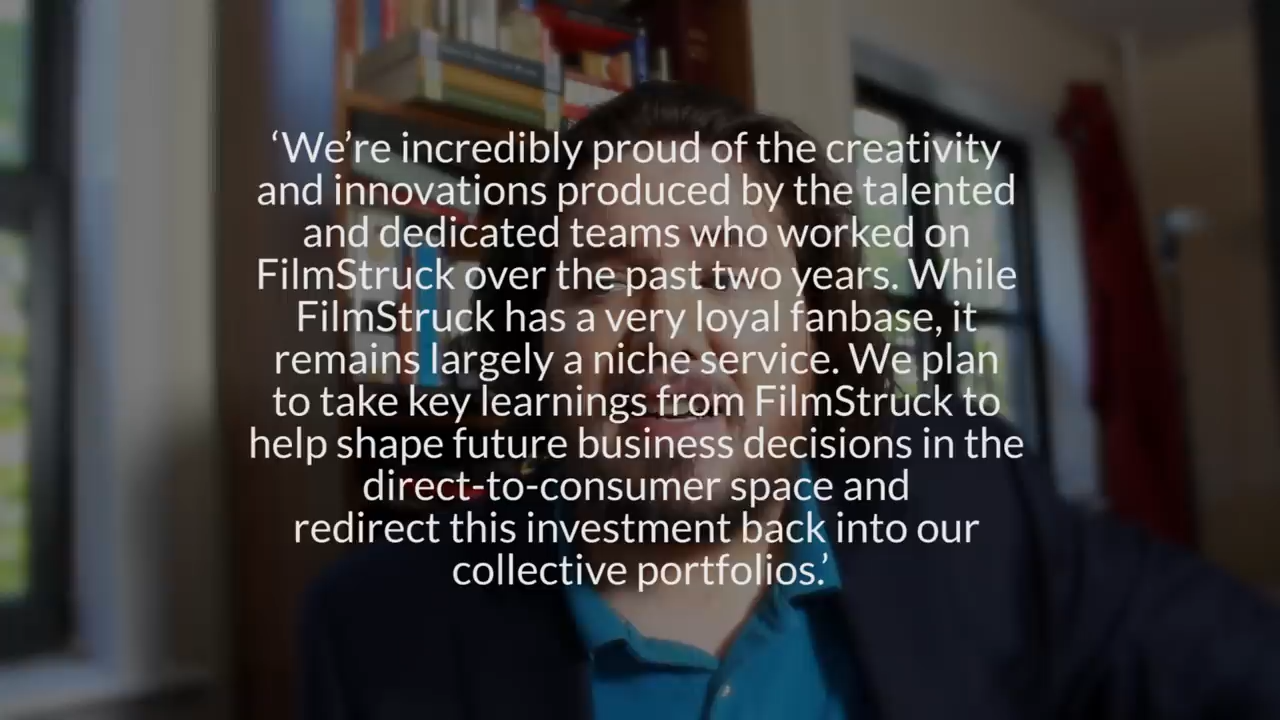 ‘We’re incredibly proud of the creativity
and innovations produced by the talented
and dedicated teams who worked on
FilmStruck over the past two years. While
FilmStruck has a very loyal fanbase, it
remains largely a niche service. We plan
to take key learnings from FilmStruck to
help shape future business decisions in the
direct-to-consumer space and
redirect this investment back into our
collective portfolios.’